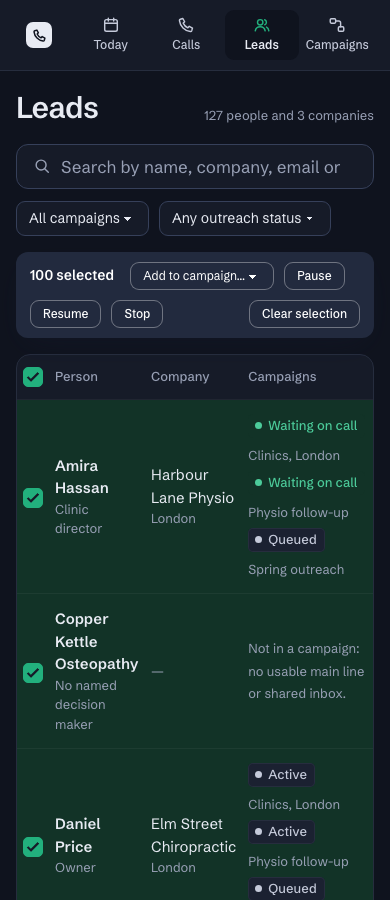 Today
Calls
Leads
Campaigns
Leads
127 people and 3 companies
Search by name, company, email or
All campaigns
Any outreach status
100 selected
Add to campaign...
Pause
Resume
Stop
Clear selection
Person
Company
Campaigns
Amira
Hassan
Clinic
director
Harbour
Lane Physio
London
Waiting on call
Clinics, London
Waiting on call
Physio follow-up
Queued
Spring outreach
Copper
Kettle
Osteopathy
No named
decision
maker
—
Not in a campaign:
no usable main line
or shared inbox.
Daniel
Price
Owner
Elm Street
Chiropractic
London
Active
Clinics, London
Active
Physio follow-up
Queued